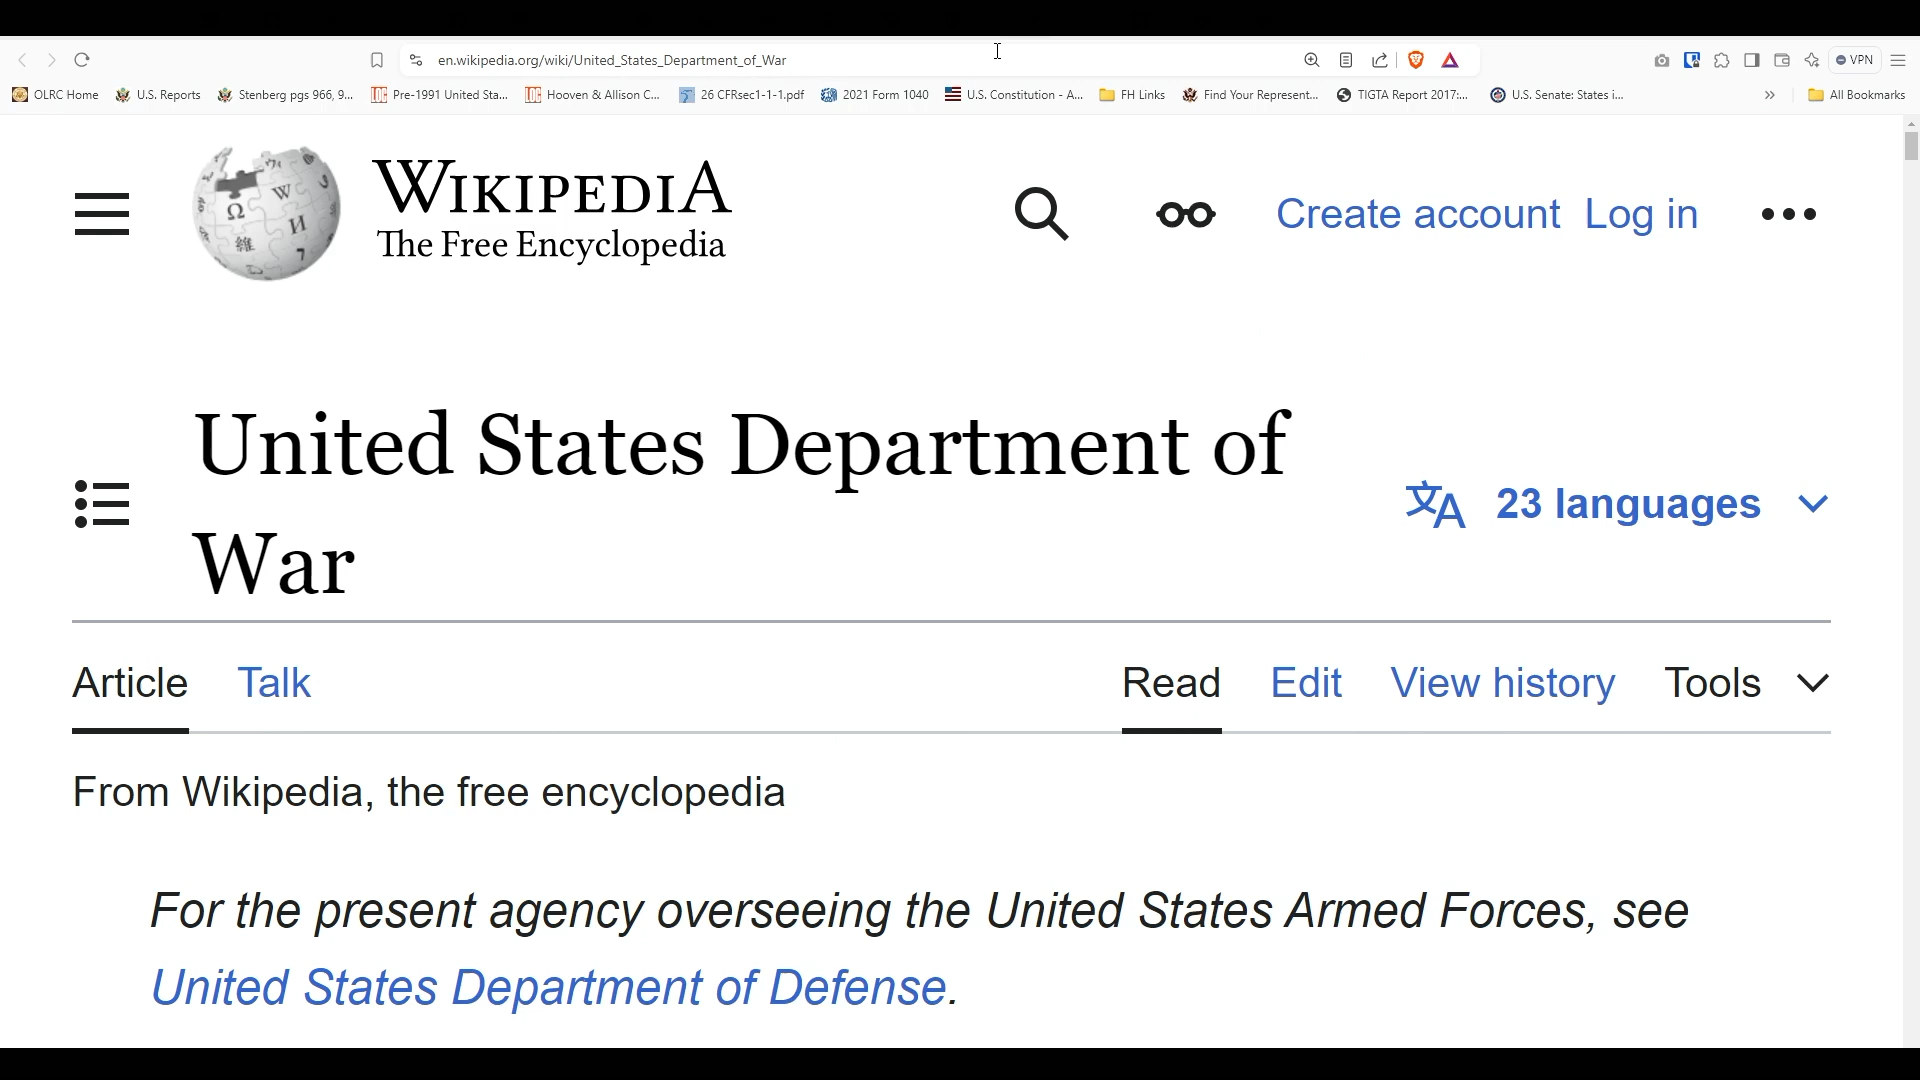 en.wikipedia.org/wiki/United_States_Department_of_War
VPN
OLRC Home
U.S. Reports
Stenberg pgs 966, 9...
Pre-1991 United Sta...
Hooven & Allison C...
26 CFRsec1-1-1.pdf
2021 Form 1040
U.S. Constitution - A...
FH Links
Find Your Represent...
TIGTA Report 2017:...
U.S. Senate: States i...
All Bookmarks
WIKIPEDIA
The Free Encyclopedia
Create account Log in
United States Department of
War
23 languages
Article Talk
Read Edit View history Tools
From Wikipedia, the free encyclopedia
For the present agency overseeing the United States Armed Forces, see
United States Department of Defense.